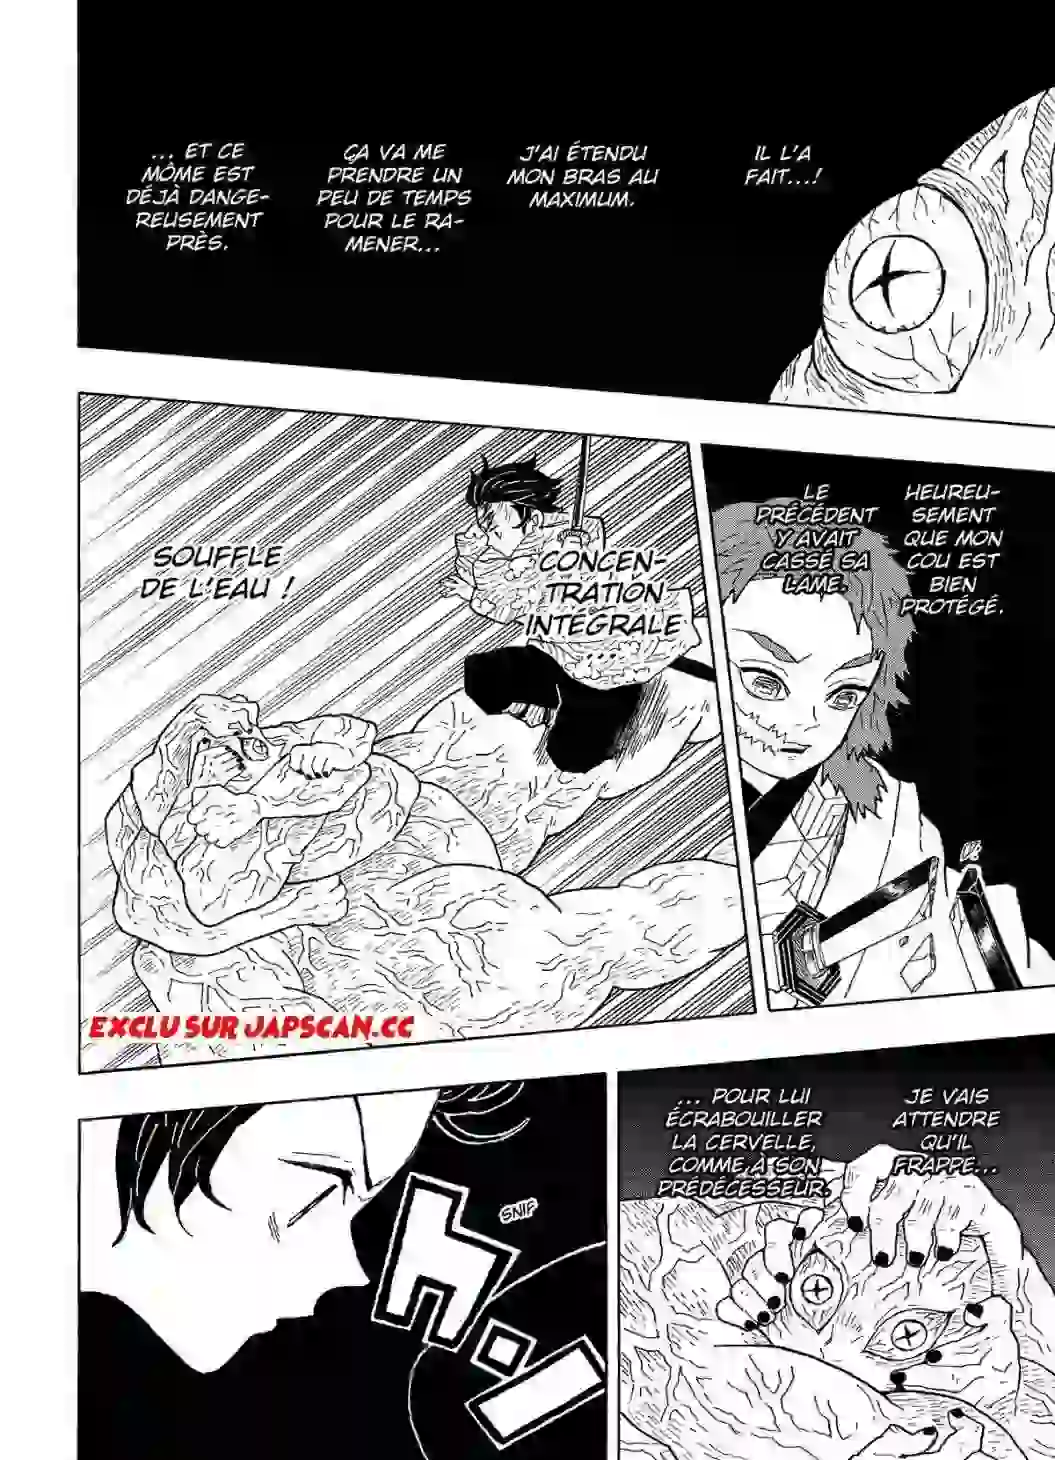 IL L'A
FAIT...!
J'AI ÉTENDU
MON BRAS AU
MAXIMUM.
ÇA VA ME
PRENDRE UN
PEU DE TEMPS
POUR LE RA-
MENER...
... ET CE
MÔME EST
DÉJÀ DANGE-
REUSEMENT
PRÈS.
HEUREU-
SEMENT
QUE MON
COU EST
BIEN
PROTÉGÉ.
LE
PRÉCÉDENT
Y AVAIT
CASSÉ SA
LAME.
CONCEN-
TRATION
INTÉGRALE
SOUFFLE
DE L'EAU !
EXCLU SUR JAPSCAN.CC
JE VAIS
ATTENDRE
QU'IL
FRAPPE...
... POUR LUI
ÉCRABOUILLER
LA CERVELLE,
COMME À SON
PRÉDÉCESSEUR.
SNIF